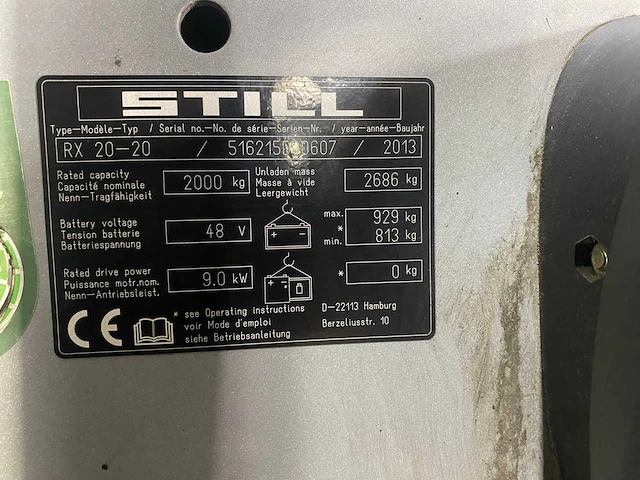 STILL
Type-Modèle-Typ / Serial no.-No. de série-Serien-Nr. / year-année-Baujahr
RX 20-20 / / 2013
Rated capacity
Capacité nominale
Nenn-Tragfähigkeit
2000 kg
Unladen mass
Masse à vide
Leergewicht
2686 kg
Battery voltage
Tension batterie
Batteriespannung
48 V
max. 929 kg
*
min. 813 kg
Rated drive power
Puissance motr.nom.
Nenn-Antriebsleist.
9.0 kW
* 0 kg
CE
* see Operating instructions
voir Mode d'emploi
siehe Betriebsanleitung
D-22113 Hamburg
Berzeliusstr. 10